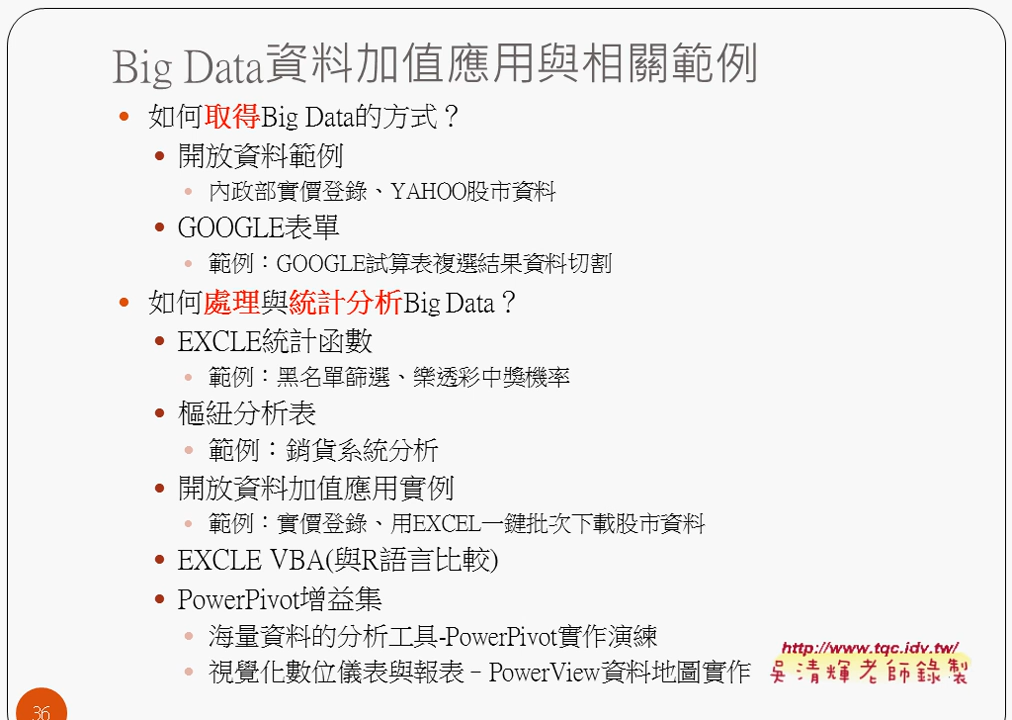 Big Data資料加值應用與相關範例
如何取得Big Data的方式？
開放資料範例
內政部實價登錄、YAHOO股市資料
GOOGLE表單
範例：GOOGLE試算表複選結果資料切割
如何處理與統計分析Big Data？
EXCLE統計函數
範例：黑名單篩選、樂透彩中獎機率
樞紐分析表
範例：銷貨系統分析
開放資料加值應用實例
範例：實價登錄、用EXCEL一鍵批次下載股市資料
EXCLE VBA(與R語言比較)
PowerPivot增益集
海量資料的分析工具-PowerPivot實作演練
視覺化數位儀表與報表–PowerView資料地圖實作
http://www.tqc.idv.tw/
吳清輝老師錄製
36